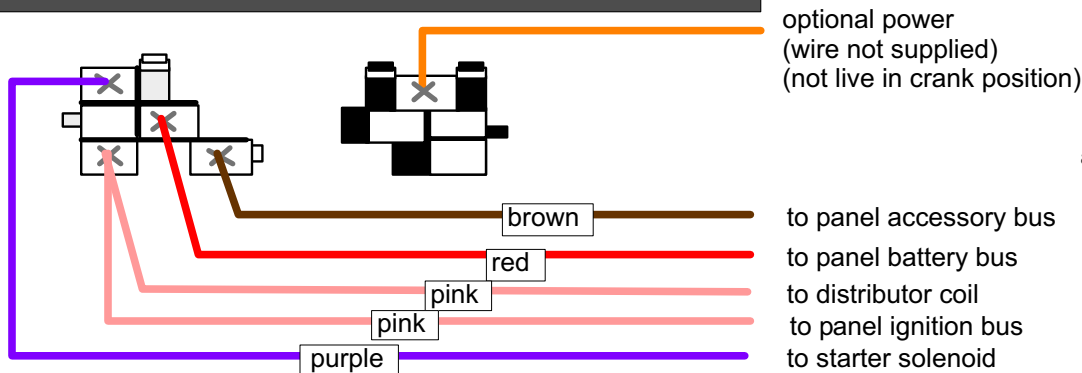 optional power
(wire not supplied)
(not live in crank position)
brown
to panel accessory bus
red
to panel battery bus
pink
to distributor coil
pink
to panel ignition bus
purple
to starter solenoid